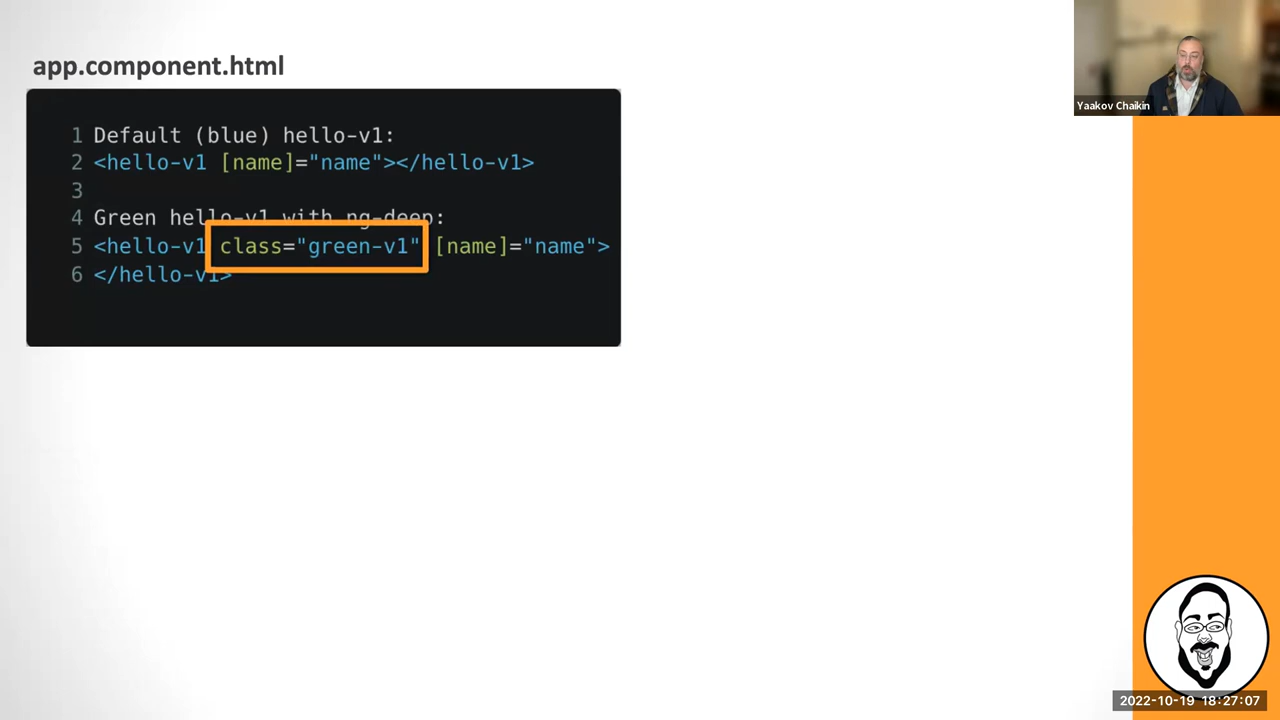 app.component.html
1 Default (blue) hello-v1:
2 <hello-v1 [name]="name"></hello-v1>
3
4 Green hello-v1 with ng-deep:
5 <hello-v1 class="green-v1" [name]="name">
6 </hello-v1>
Yaakov Chaikin
2022-10-19 18:27:07